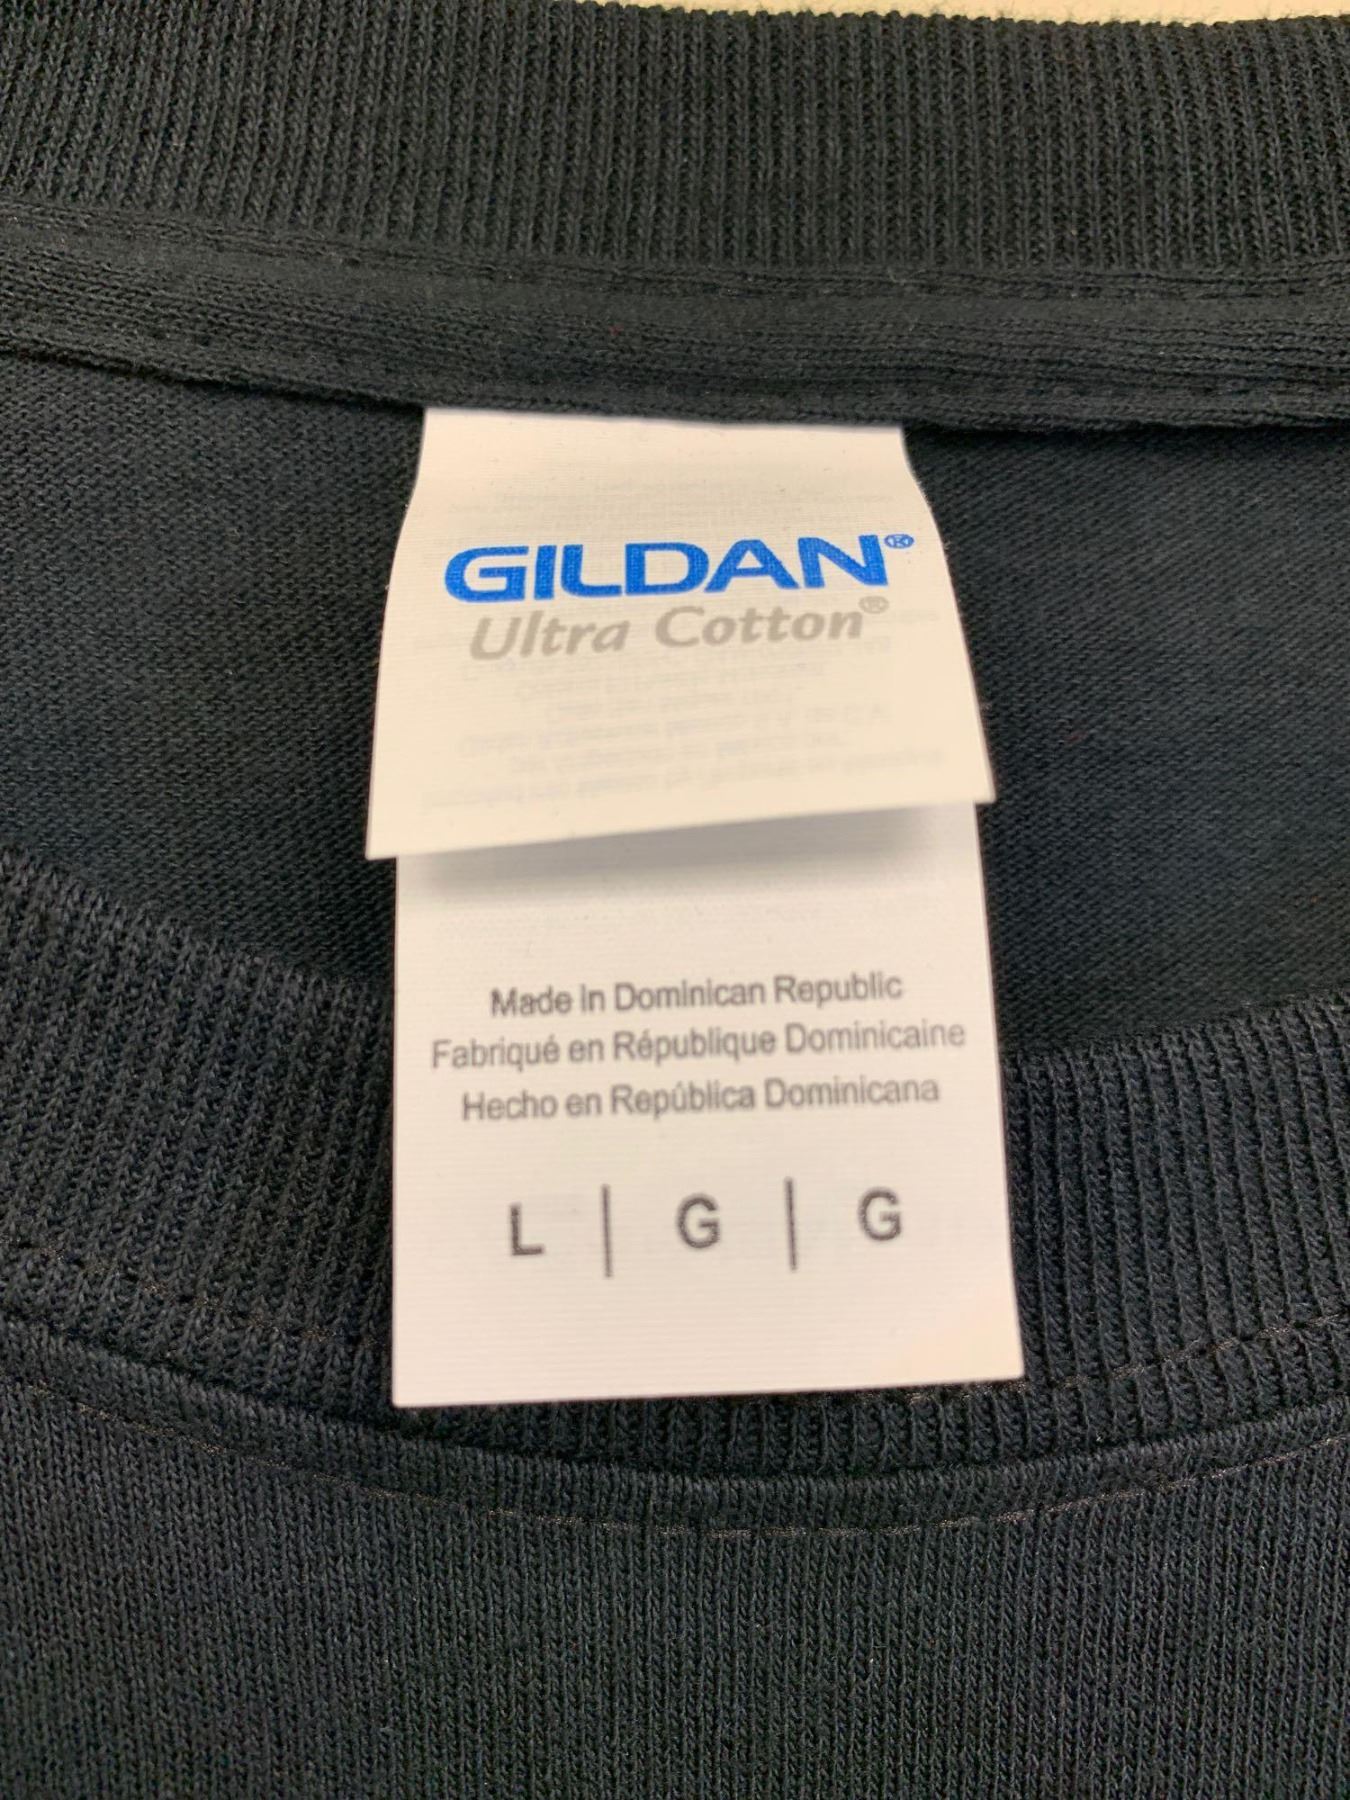 GILDAN®
Ultra Cotton®
Made in Dominican Republic
Fabriqué en République Dominicaine
Hecho en República Dominicana
L | G | G